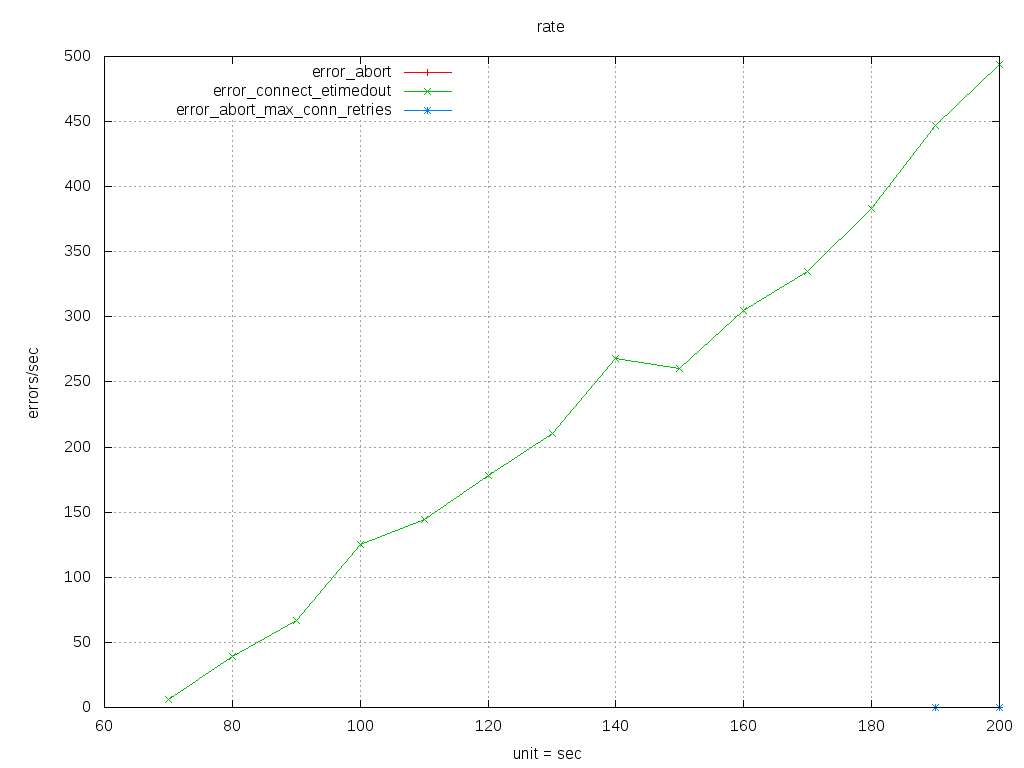 rate
500
450
400
350
300
250
200
150
100
50
0
errors/sec
error_abort
error_connect_etimedout
error_abort_max_conn_retries
60 80 100 120 140 160 180 200
unit = sec